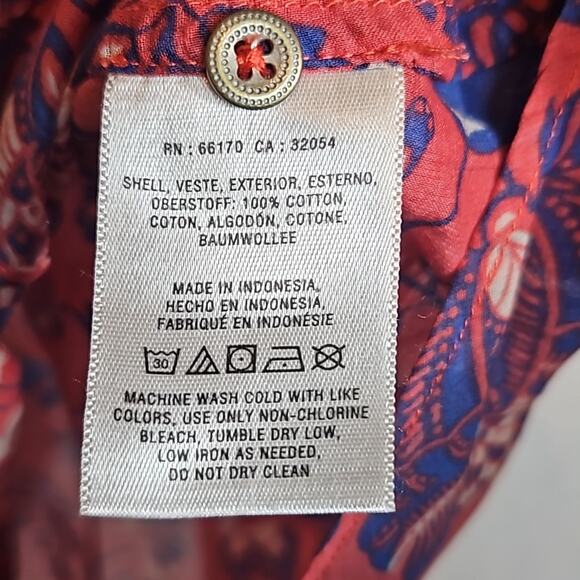 RN : 66170 CA : 32054
SHELL, VESTE, EXTERIOR, ESTERNO,
OBERSTOFF: 100% COTTON,
COTON, ALGODÓN, COTONE,
BAUMWOLLEE
MADE IN INDONESIA,
HECHO EN INDONESIA,
FABRIQUÉ EN INDONÉSIE
30
MACHINE WASH COLD WITH LIKE
COLORS, USE ONLY NON-CHLORINE
BLEACH, TUMBLE DRY LOW,
LOW IRON AS NEEDED,
DO NOT DRY CLEAN